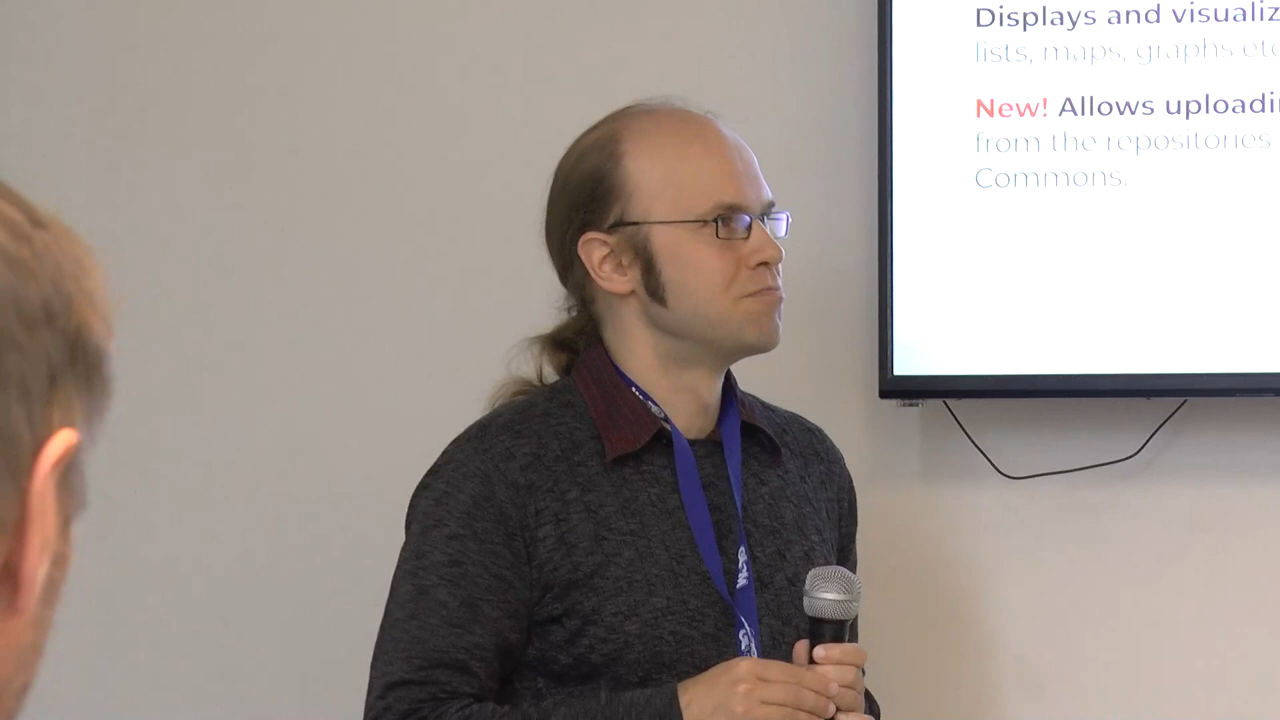 Displays and visualiz
lists, maps, graphs etc
New! Allows uploadi
from the repositories
Commons.